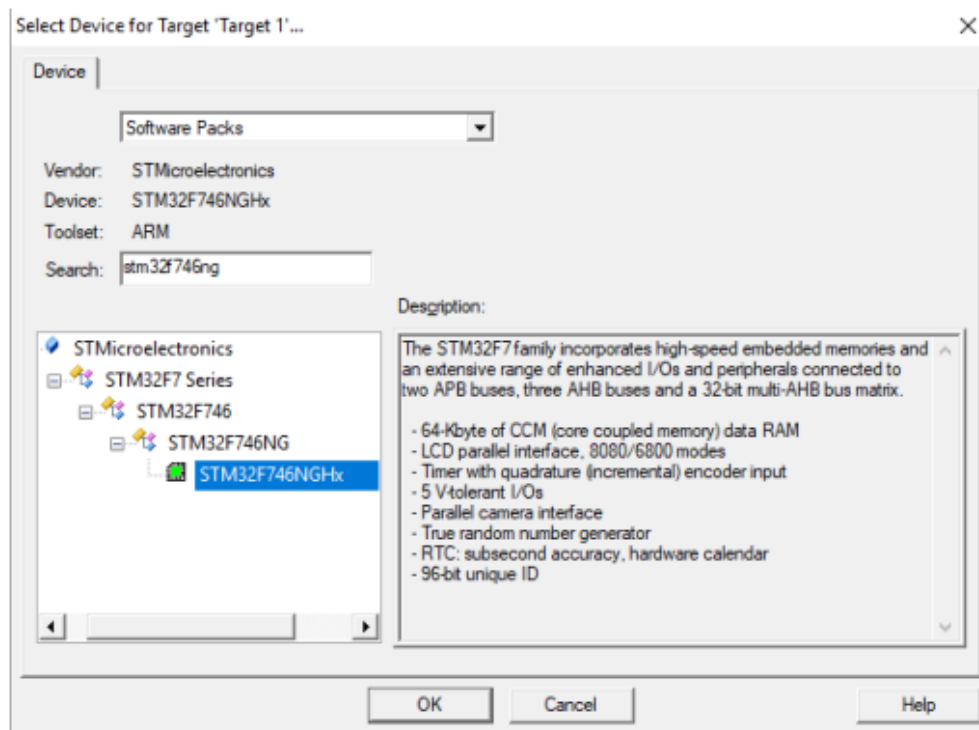 Select Device for Target 'Target 1'...
Device
Software Packs
Vendor: STMicroelectronics
Device: STM32F746NGHx
Toolset: ARM
Search: stm32f746ng
Description:
STMicroelectronics
STM32F7 Series
STM32F746
STM32F746NG
STM32F746NGHx
The STM32F7 family incorporates high-speed embedded memories and
an extensive range of enhanced I/Os and peripherals connected to
two APB buses, three AHB buses and a 32-bit multi-AHB bus matrix.
- 64-Kbyte of CCM (core coupled memory) data RAM
- LCD parallel interface, 8080/6800 modes
- Timer with quadrature (incremental) encoder input
- 5 V-tolerant I/Os
- Parallel camera interface
- True random number generator
- RTC: subsecond accuracy, hardware calendar
- 96-bit unique ID
OK Cancel Help